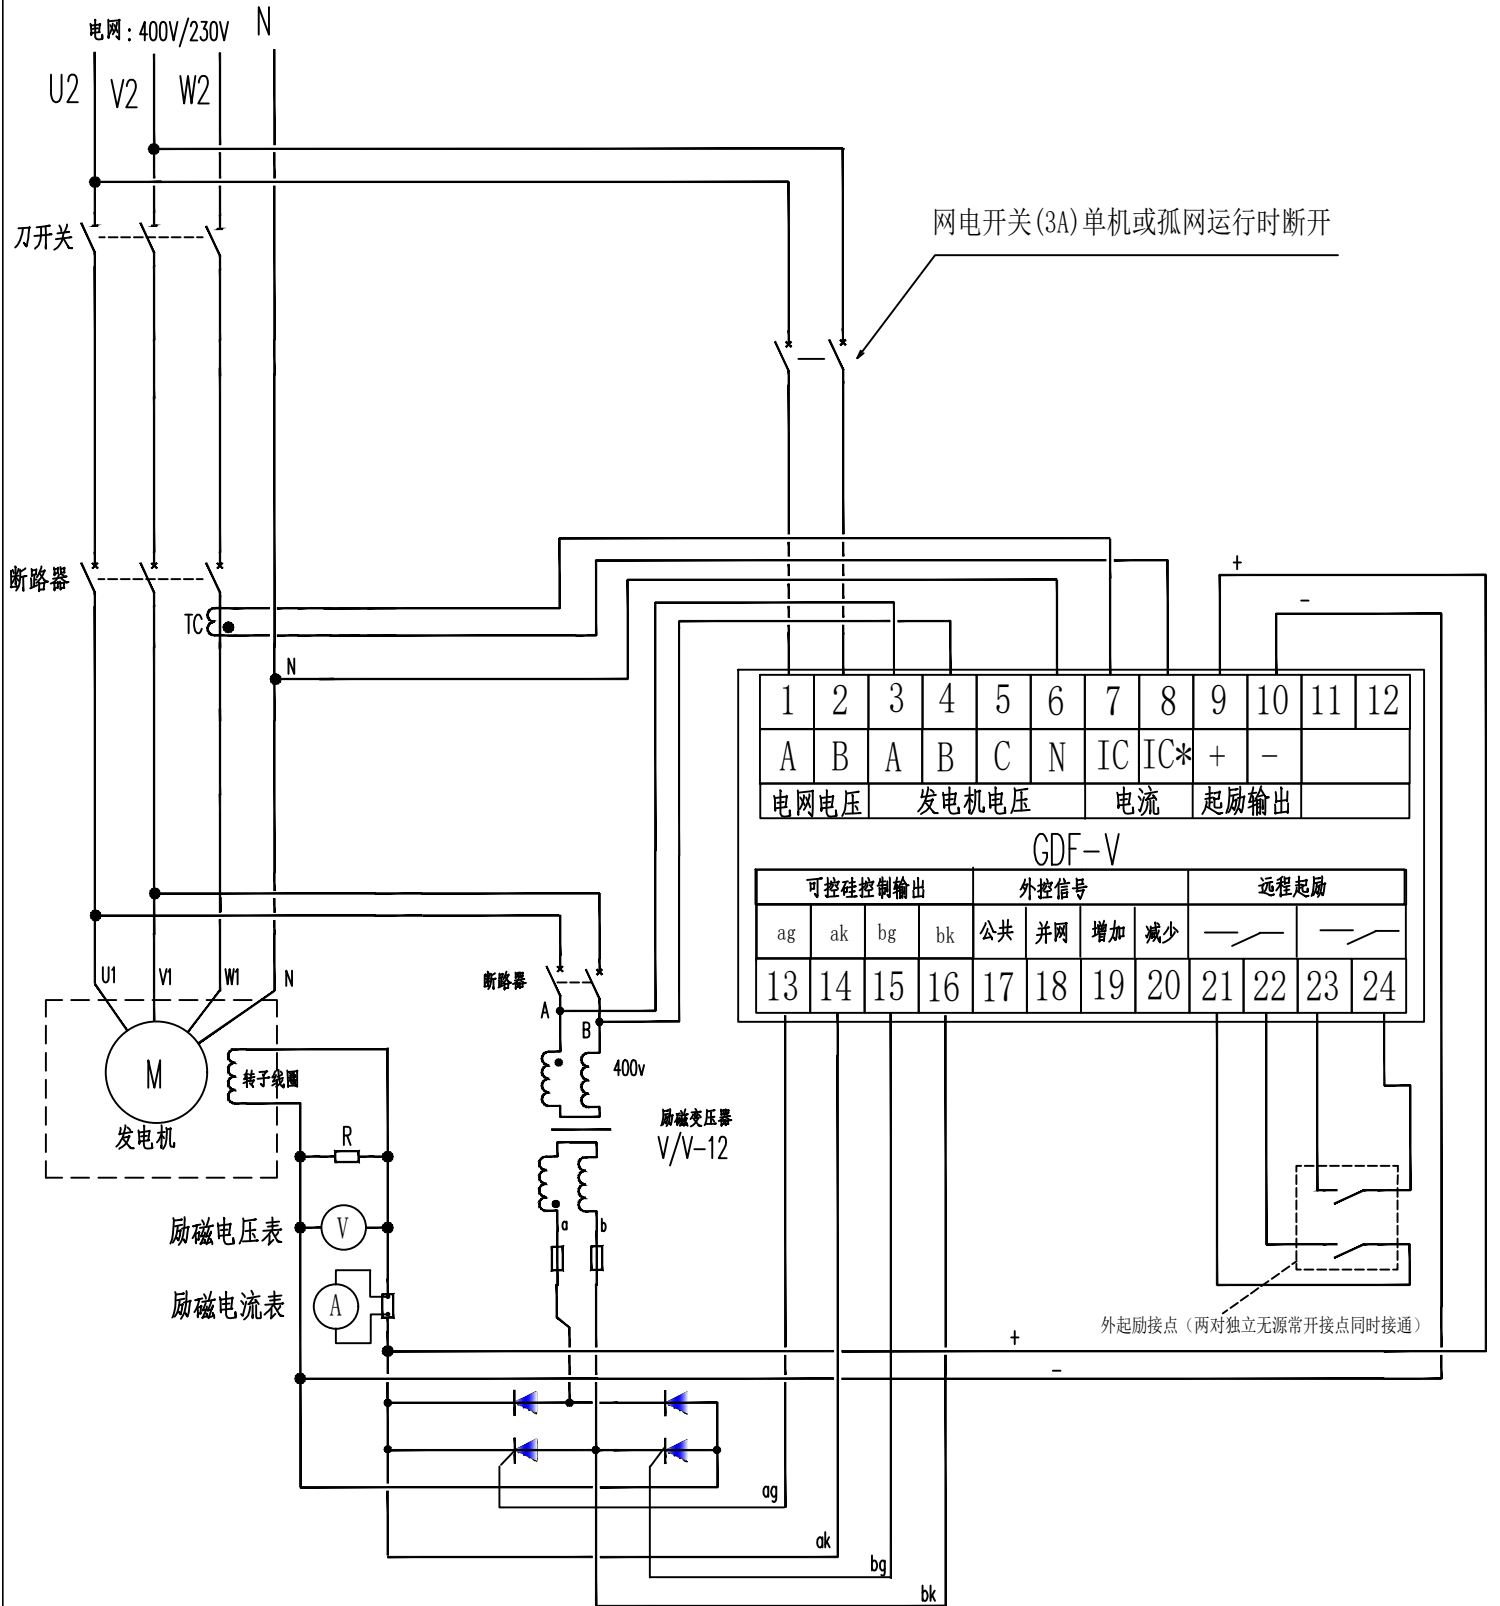 电网：400V/230V N
U2 V2 W2
网电开关(3A)单机或孤网运行时断开
刀开关
断路器
TC
N
+
-
1 2 3 4 5 6 7 8 9 10 11 12
A B A B C N IC IC* + -
电网电压 发电机电压 电流 起励输出
GDF-V
可控硅控制输出 外控信号 远程起励
ag ak bg bk 公共 并网 增加 减少
13 14 15 16 17 18 19 20 21 22 23 24
U1 V1 W1 N
断路器
A
B
400v
M
转子线圈
发电机
励磁变压器
V/V-12
R
励磁电压表 V
a b
励磁电流表 A
外起励接点（两对独立无源常开接点同时接通）
+
-
ag
ak
bg
bk